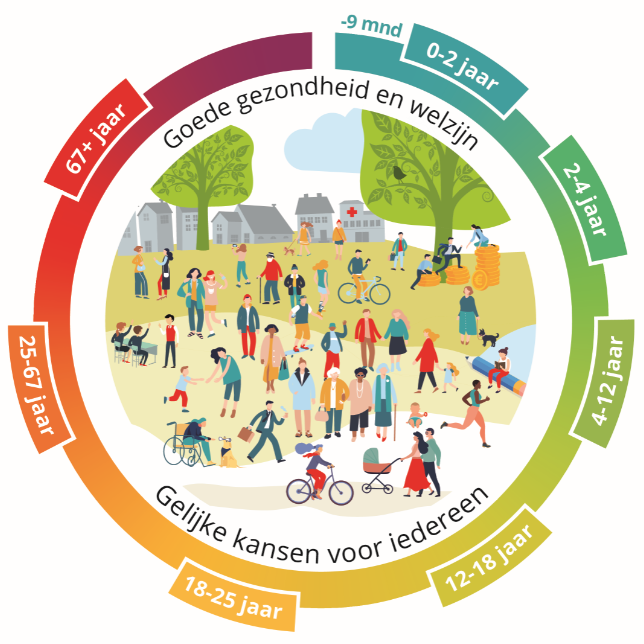 -9 mnd
0-2 jaar
2-4 jaar
4-12 jaar
12-18 jaar
18-25 jaar
25-67 jaar
67+ jaar
Goede gezondheid en welzijn
Gelijke kansen voor iedereen